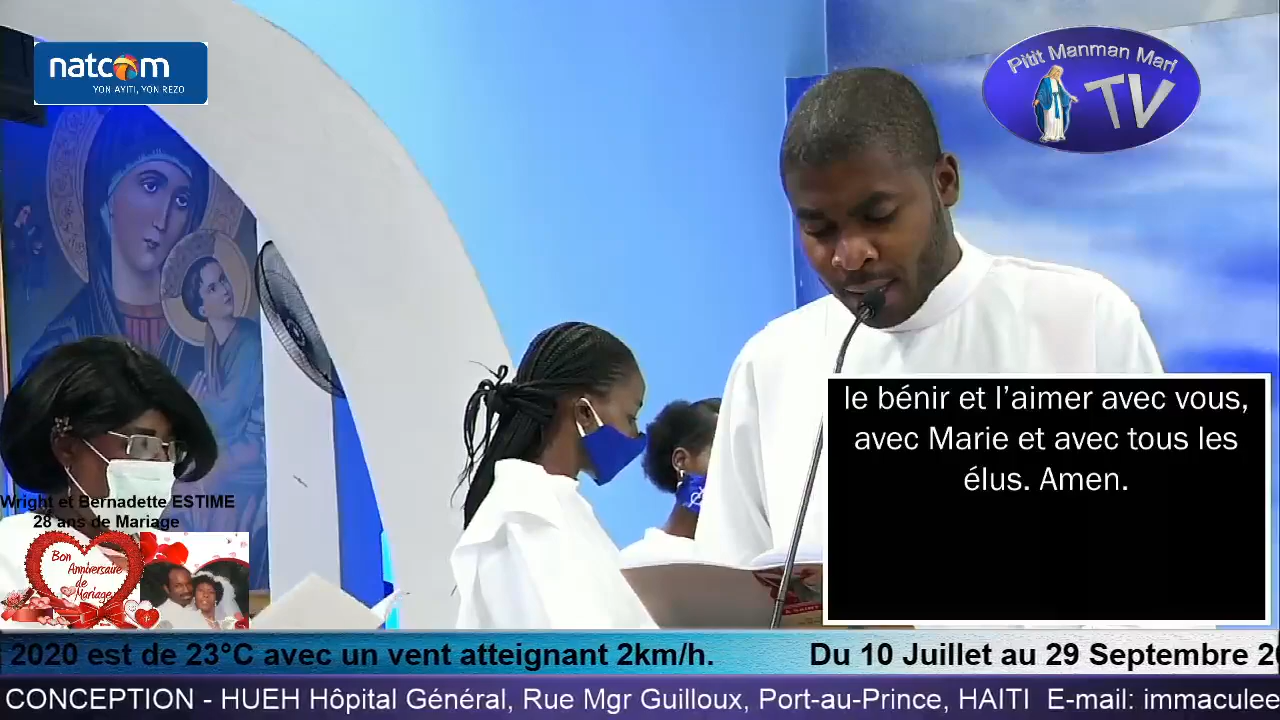 natcom
YON AYITI, YON REZO
Pitit Manman Mari
TV
le bénir et l’aimer avec vous,
avec Marie et avec tous les
élus. Amen.
Wright et Bernadette ESTIME
28 ans de Mariage
Bon
Anniversaire
de
Mariage
2020 est de 23°C avec un vent atteignant 2km/h. Du 10 Juillet au 29 Septembre 20
CONCEPTION - HUEH Hôpital Général, Rue Mgr Guilloux, Port-au-Prince, HAITI E-mail: immaculee